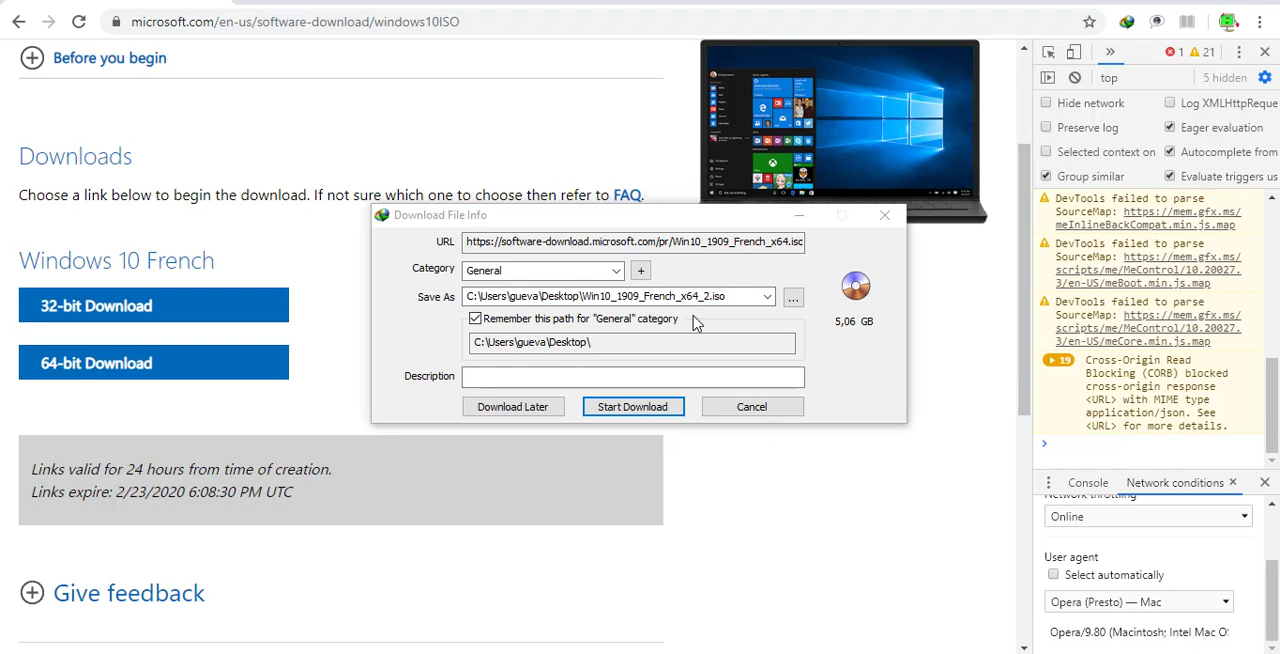 microsoft.com/en-us/software-download/windows10ISO
Before you begin
Downloads
Choose a link below to begin the download. If not sure which one to choose then refer to FAQ.
Windows 10 French
32-bit Download
64-bit Download
Links valid for 24 hours from time of creation.
Links expire: 2/23/2020 6:08:30 PM UTC
Give feedback
Download File Info
URL https://software-download.microsoft.com/pr/Win10_1909_French_x64.isc
Category General +
Save As C:\Users\gueva\Desktop\Win10_1909_French_x64_2.iso ...
Remember this path for "General" category
5,06 GB
C:\Users\gueva\Desktop\
Description
Download Later Start Download Cancel
» 1 21
top 5 hidden
Hide network Log XMLHttpReque
Preserve log Eager evaluation
Selected context on Autocomplete from
Group similar Evaluate triggers us
DevTools failed to parse
SourceMap: https://mem.gfx.ms/
meInlineBackCompat.min.js.map
DevTools failed to parse
SourceMap: https://mem.gfx.ms/
scripts/me/MeControl/10.20027.
3/en-US/meBoot.min.js.map
DevTools failed to parse
SourceMap: https://mem.gfx.ms/
scripts/me/MeControl/10.20027.
3/en-US/meCore.min.js.map
19 Cross-Origin Read
Blocking (CORB) blocked
cross-origin response
<URL> with MIME type
application/json. See
<URL> for more details.
Console Network conditions
Network throttling
Online
User agent
Select automatically
Opera (Presto) — Mac
Opera/9.80 (Macintosh; Intel Mac O